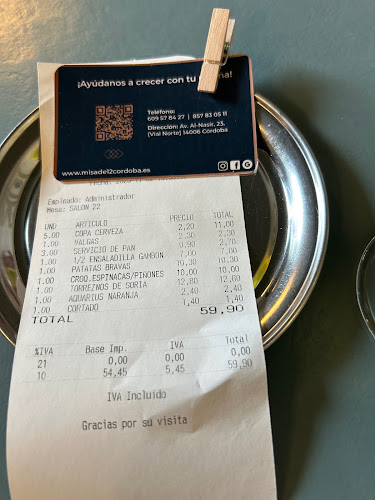 ¡Ayúdanos a crecer con tu
Teléfono:
609 57 84 27 | 857 83 05 11
Dirección: Av. Al-Nasir, 23,
(Vial Norte) 14006 Córdoba
www.misade12cordoba.es
Empleado: Administrador
Mesa: SALON 22
UND ARTICULO PRECIO TOTAL
5.00 COPA CERVEZA 2,20 11,00
1.00 VALGAS 2,30 2,30
3.00 SERVICIO DE PAN 0,90 2,70
1.00 1/2 ENSALADILLA GAMBON 7,00 7,00
1.00 PATATAS BRAVAS 10,30 10,30
1.00 CROQ.ESPINACAS/PIÑONES 10,00 10,00
1.00 TORREZNOS DE SORIA 12,80 12,80
1.00 AQUARIUS NARANJA 2,40 2,40
1.00 CORTADO 1,40 1,40
TOTAL 59,90
%IVA Base Imp. IVA Total
21 0,00 0,00 0,00
10 54,45 5,45 59,90
IVA Incluido
Gracias por su visita